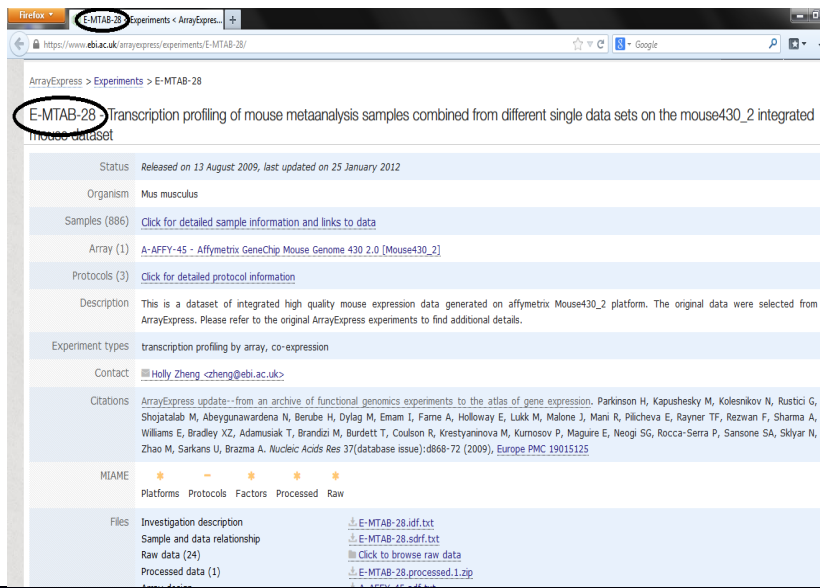 Firefox
E-MTAB-28 < Experiments < ArrayExpres...
https://www.ebi.ac.uk/arrayexpress/experiments/E-MTAB-28/
Google
ArrayExpress > Experiments > E-MTAB-28
E-MTAB-28 - Transcription profiling of mouse metaanalysis samples combined from different single data sets on the mouse430_2 integrated
mouse dataset
Status Released on 13 August 2009, last updated on 25 January 2012
Organism Mus musculus
Samples (886) Click for detailed sample information and links to data
Array (1) A-AFFY-45 - Affymetrix GeneChip Mouse Genome 430 2.0 [Mouse430_2]
Protocols (3) Click for detailed protocol information
Description This is a dataset of integrated high quality mouse expression data generated on affymetrix Mouse430_2 platform. The original data were selected from
ArrayExpress. Please refer to the original ArrayExpress experiments to find additional details.
Experiment types transcription profiling by array, co-expression
Contact Holly Zheng <zheng@ebi.ac.uk>
Citations ArrayExpress update--from an archive of functional genomics experiments to the atlas of gene expression. Parkinson H, Kapushesky M, Kolesnikov N, Rustici G,
Shojatalab M, Abeygunawardena N, Berube H, Dylag M, Emam I, Farne A, Holloway E, Lukk M, Malone J, Mani R, Pilicheva E, Rayner TF, Rezwan F, Sharma A,
Williams E, Bradley XZ, Adamusiak T, Brandizi M, Burdett T, Coulson R, Krestyaninova M, Kurnosov P, Maguire E, Neogi SG, Rocca-Serra P, Sansone SA, Sklyar N,
Zhao M, Sarkans U, Brazma A. Nucleic Acids Res 37(database issue):d868-72 (2009), Europe PMC 19015125
MIAME * – * * *
Platforms Protocols Factors Processed Raw
Files Investigation description E-MTAB-28.idf.txt
Sample and data relationship E-MTAB-28.sdrf.txt
Raw data (24) Click to browse raw data
Processed data (1) E-MTAB-28.processed.1.zip
Array design A-AFFY-45.adf.txt